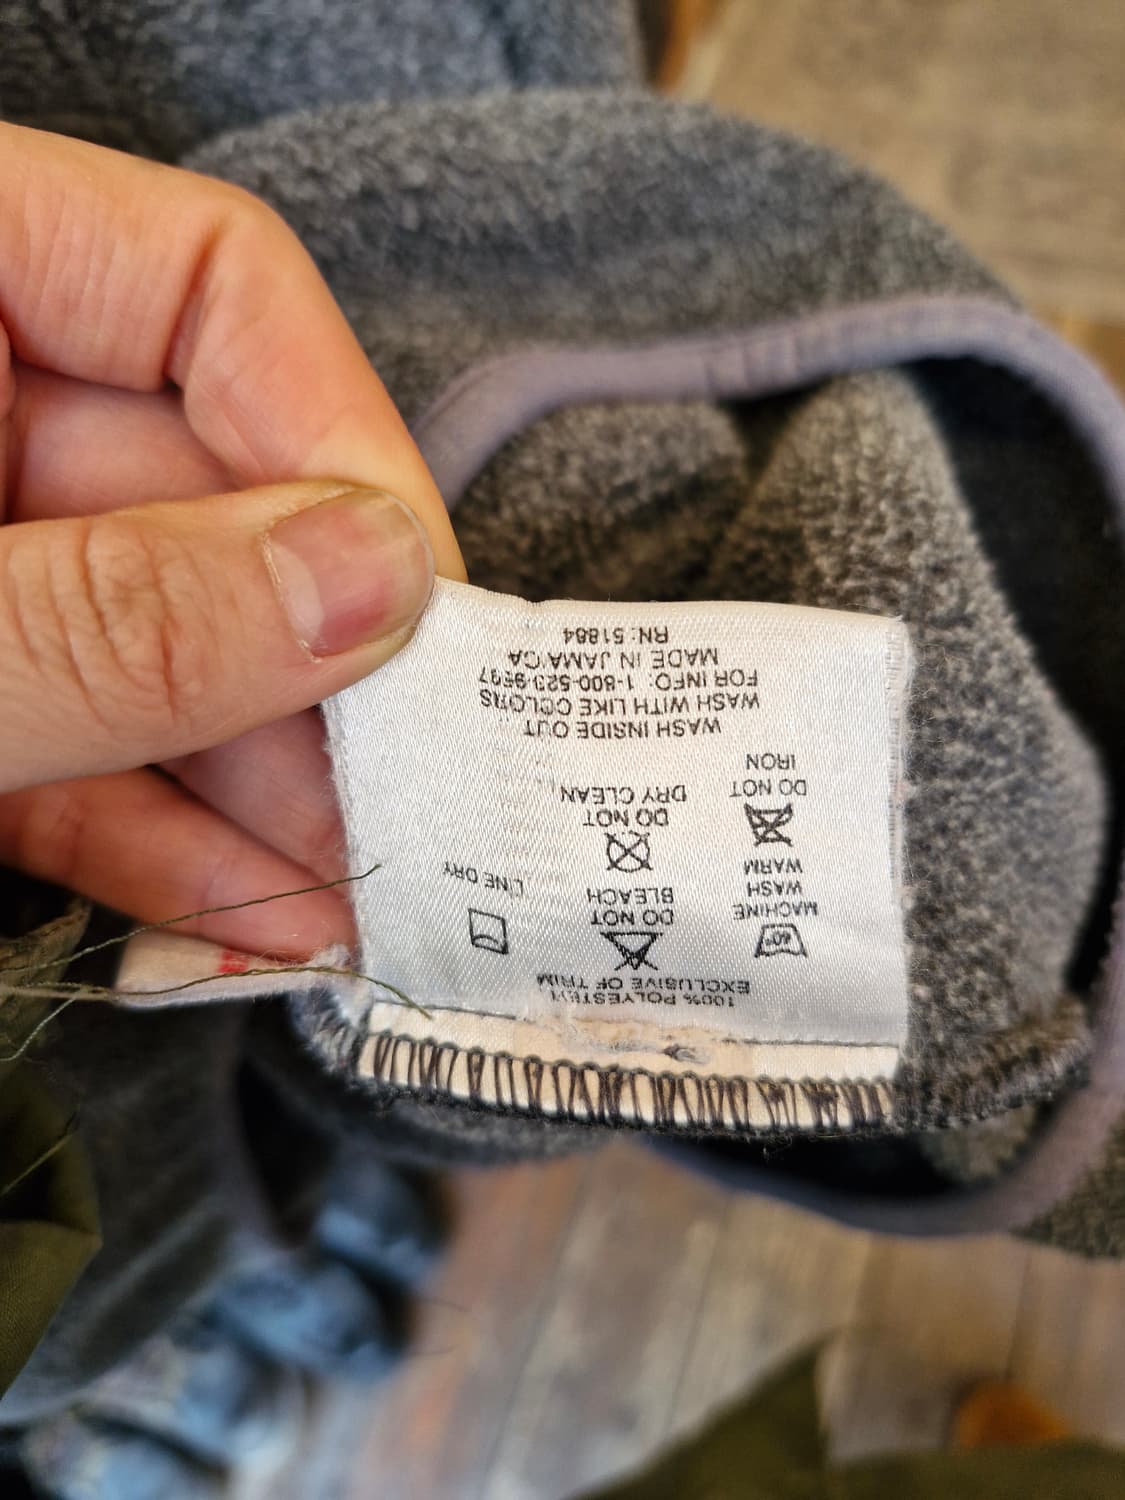 100% POLYESTER
EXCLUSIVE OF TRIM
40°
MACHINE
WASH
WARM
DO NOT
BLEACH
LINE DRY
DO NOT
IRON
DO NOT
DRY CLEAN
WASH INSIDE OUT
WASH WITH LIKE COLORS
FOR INFO: 1-800-523-9597
MADE IN JAMAICA
RN: 51884